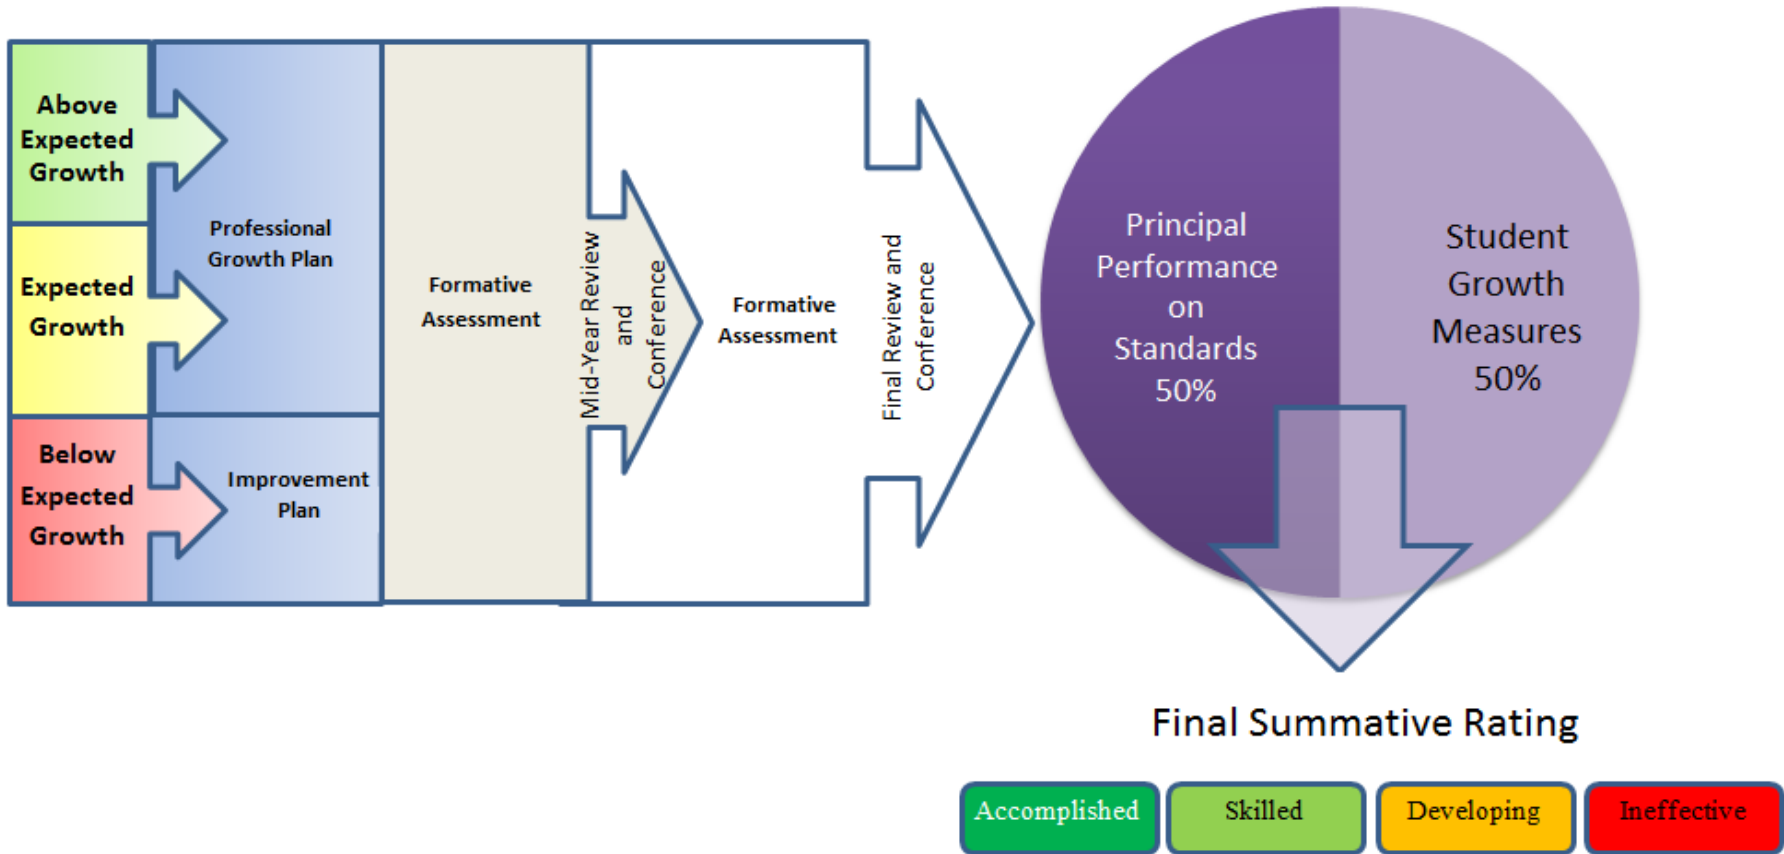 Above
Expected
Growth
Expected
Growth
Below
Expected
Growth
Professional
Growth Plan
Improvement
Plan
Formative
Assessment
Mid-Year Review
and
Conference
Formative
Assessment
Final Review and
Conference
Principal
Performance
on
Standards
50%
Student
Growth
Measures
50%
Final Summative Rating
Accomplished
Skilled
Developing
Ineffective